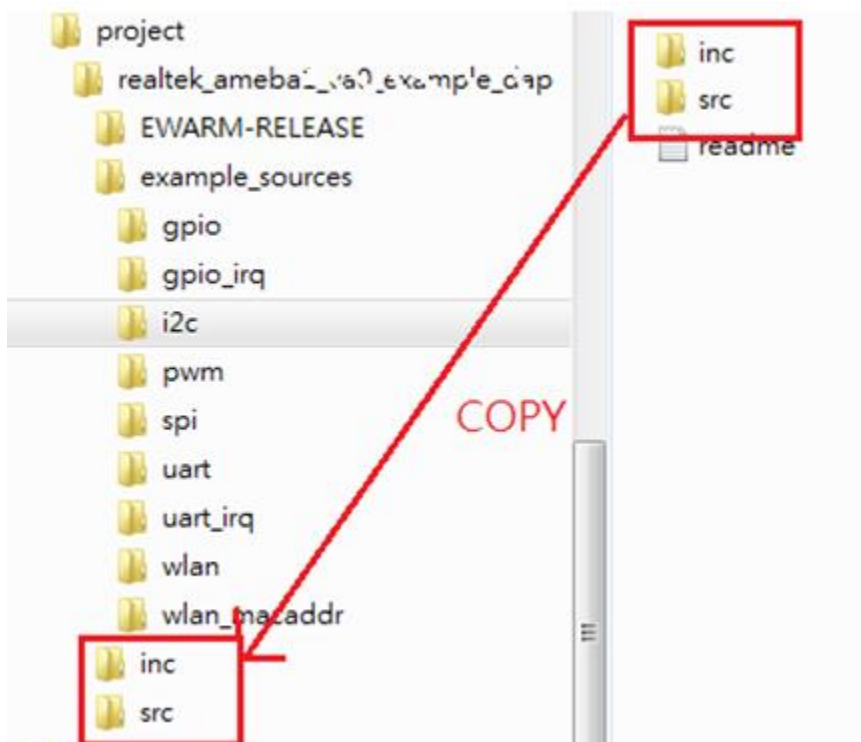 project
EWARM-RELEASE
example_sources
gpio
gpio_irq
i2c
pwm
spi
uart
uart_irq
wlan
wlan_macaddr
inc
src
inc
src
readme
COPY